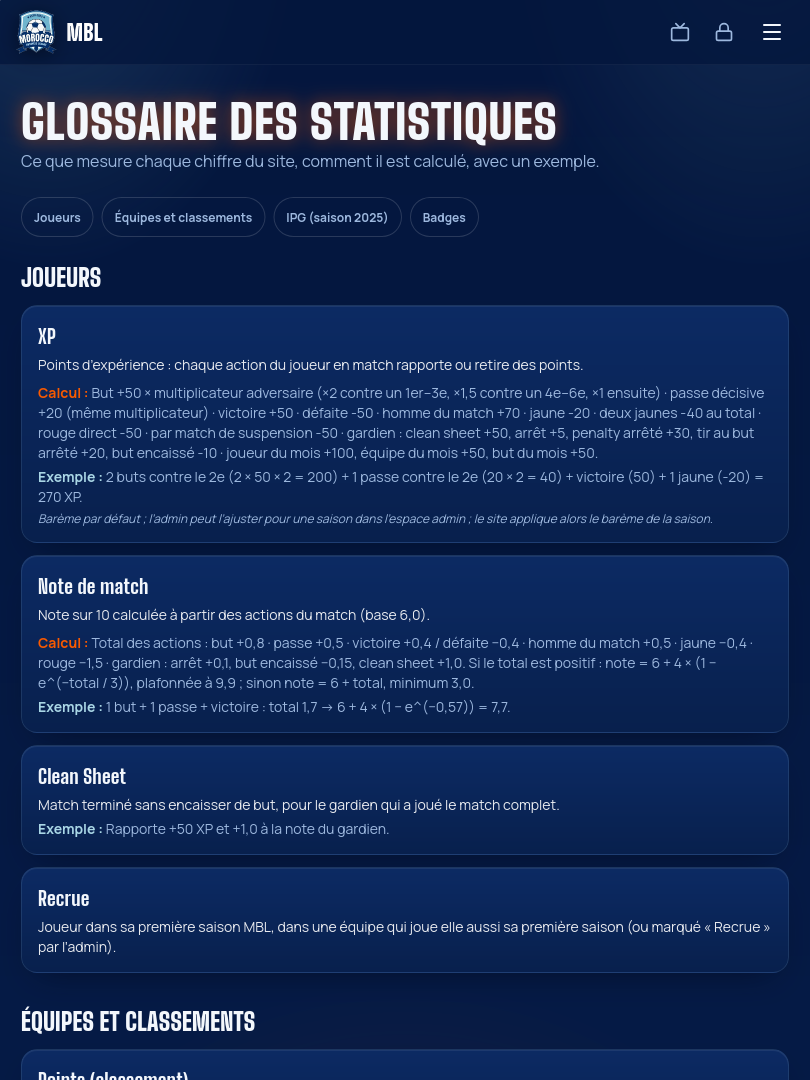 MOROCCO
MBL
GLOSSAIRE DES STATISTIQUES
Ce que mesure chaque chiffre du site, comment il est calculé, avec un exemple.
Joueurs
Équipes et classements
IPG (saison 2025)
Badges
JOUEURS
XP
Points d'expérience : chaque action du joueur en match rapporte ou retire des points.
Calcul : But +50 × multiplicateur adversaire (×2 contre un 1er–3e, ×1,5 contre un 4e–6e, ×1 ensuite) · passe décisive
+20 (même multiplicateur) · victoire +50 · défaite -50 · homme du match +70 · jaune -20 · deux jaunes -40 au total ·
rouge direct -50 · par match de suspension -50 · gardien : clean sheet +50, arrêt +5, penalty arrêté +30, tir au but
arrêté +20, but encaissé -10 · joueur du mois +100, équipe du mois +50, but du mois +50.
Exemple : 2 buts contre le 2e (2 × 50 × 2 = 200) + 1 passe contre le 2e (20 × 2 = 40) + victoire (50) + 1 jaune (-20) =
270 XP.
Barème par défaut ; l'admin peut l'ajuster pour une saison dans l'espace admin ; le site applique alors le barème de la saison.
Note de match
Note sur 10 calculée à partir des actions du match (base 6,0).
Calcul : Total des actions : but +0,8 · passe +0,5 · victoire +0,4 / défaite −0,4 · homme du match +0,5 · jaune −0,4 ·
rouge −1,5 · gardien : arrêt +0,1, but encaissé −0,15, clean sheet +1,0. Si le total est positif : note = 6 + 4 × (1 −
e^(−total / 3)), plafonnée à 9,9 ; sinon note = 6 + total, minimum 3,0.
Exemple : 1 but + 1 passe + victoire : total 1,7 → 6 + 4 × (1 − e^(−0,57)) = 7,7.
Clean Sheet
Match terminé sans encaisser de but, pour le gardien qui a joué le match complet.
Exemple : Rapporte +50 XP et +1,0 à la note du gardien.
Recrue
Joueur dans sa première saison MBL, dans une équipe qui joue elle aussi sa première saison (ou marqué « Recrue »
par l'admin).
ÉQUIPES ET CLASSEMENTS
Points (classement)